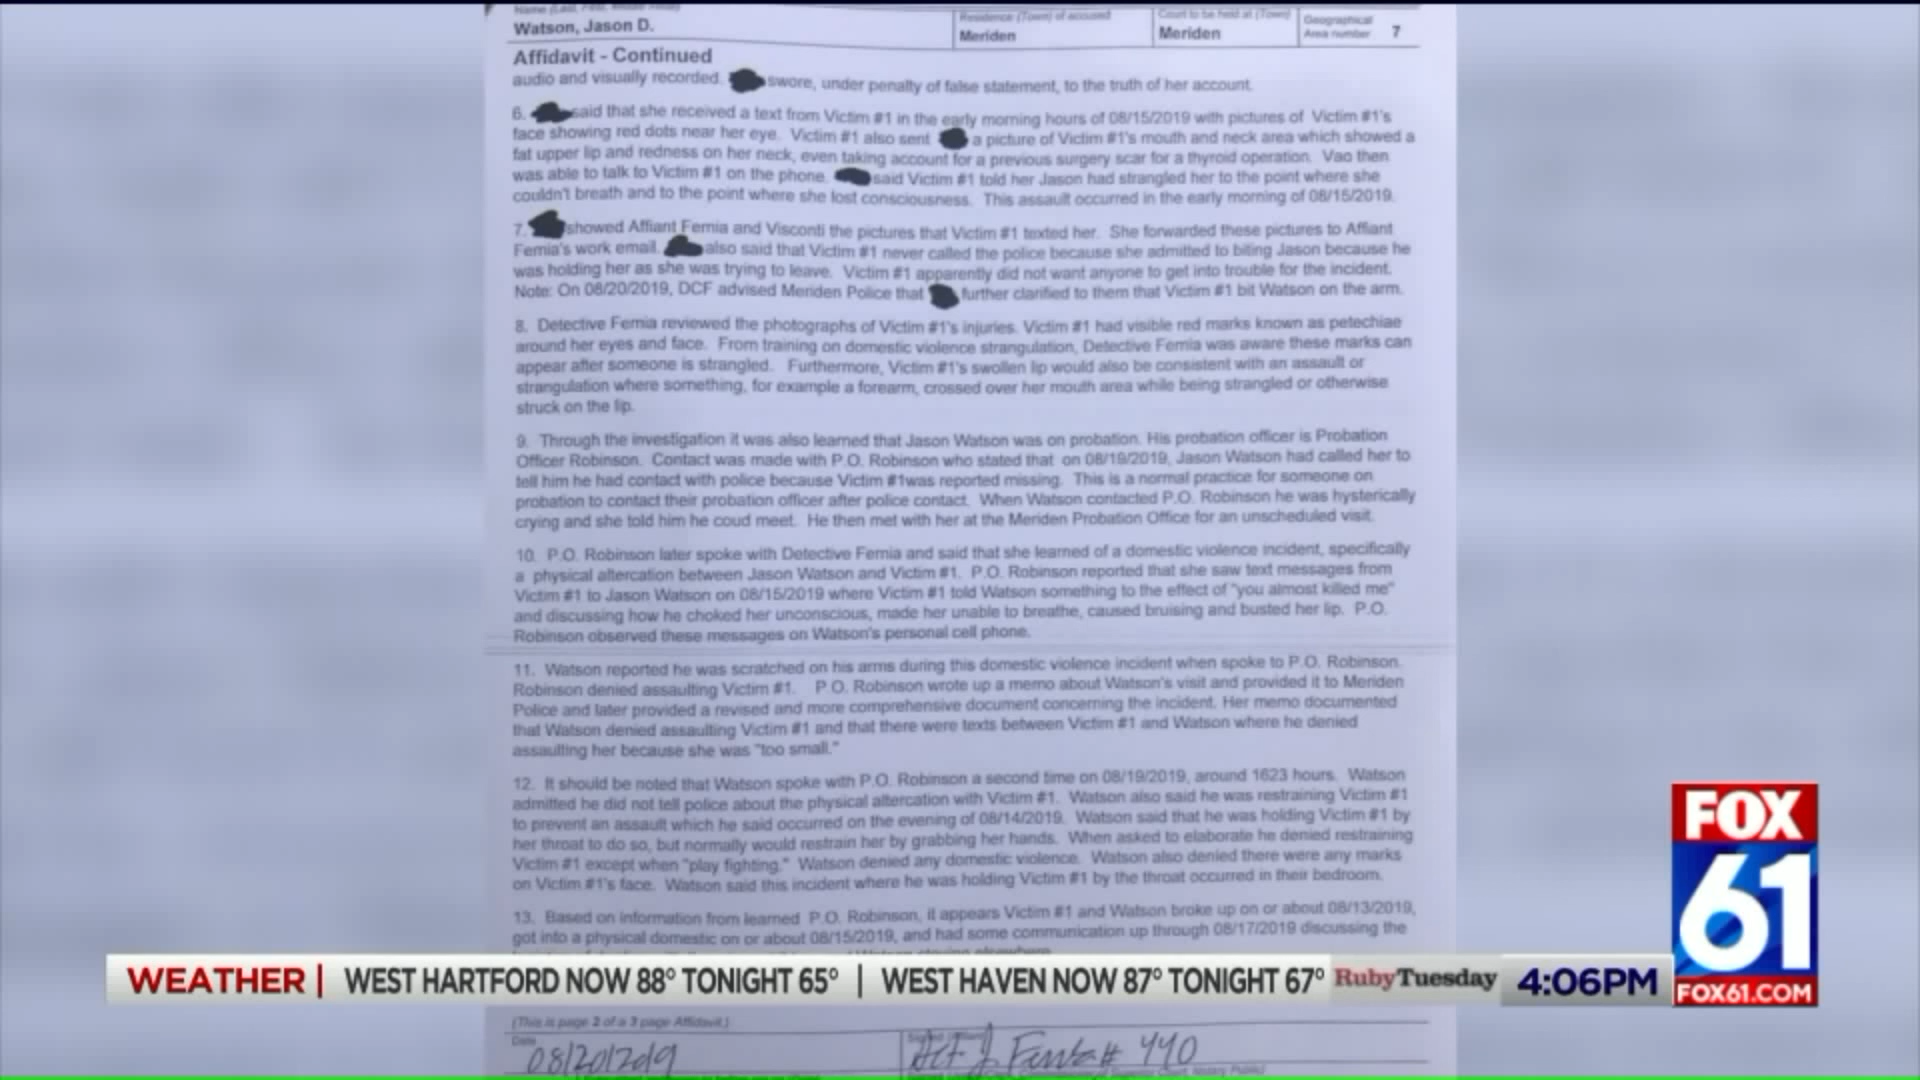 Name (Last, First, Middle Initial)
Watson, Jason D.
Residence (Town) of accused
Meriden
Court to be held at (Town)
Meriden
Geographical
Area number 7
Affidavit - Continued
audio and visually recorded. swore, under penalty of false statement, to the truth of her account.
6. said that she received a text from Victim #1 in the early morning hours of 08/15/2019 with pictures of Victim #1's
face showing red dots near her eye. Victim #1 also sent a picture of Victim #1's mouth and neck area which showed a
fat upper lip and redness on her neck, even taking account for a previous surgery scar for a thyroid operation. Vao then
was able to talk to Victim #1 on the phone. said Victim #1 told her Jason had strangled her to the point where she
couldn't breath and to the point where she lost consciousness. This assault occurred in the early morning of 08/15/2019.
7. showed Affiant Femia and Visconti the pictures that Victim #1 texted her. She forwarded these pictures to Affiant
Femia's work email. also said that Victim #1 never called the police because she admitted to biting Jason because he
was holding her as she was trying to leave. Victim #1 apparently did not want anyone to get into trouble for the incident.
Note: On 08/20/2019, DCF advised Meriden Police that further clarified to them that Victim #1 bit Watson on the arm.
8. Detective Femia reviewed the photographs of Victim #1's injuries. Victim #1 had visible red marks known as petechiae
around her eyes and face. From training on domestic violence strangulation, Detective Femia was aware these marks can
appear after someone is strangled. Furthermore, Victim #1's swollen lip would also be consistent with an assault or
strangulation where something, for example a forearm, crossed over her mouth area while being strangled or otherwise
struck on the lip.
9. Through the investigation it was also learned that Jason Watson was on probation. His probation officer is Probation
Officer Robinson. Contact was made with P.O. Robinson who stated that on 08/19/2019, Jason Watson had called her to
tell him he had contact with police because Victim #1was reported missing. This is a normal practice for someone on
probation to contact their probation officer after police contact. When Watson contacted P.O. Robinson he was hysterically
crying and she told him he coud meet. He then met with her at the Meriden Probation Office for an unscheduled visit.
10. P.O. Robinson later spoke with Detective Femia and said that she learned of a domestic violence incident, specifically
a physical altercation between Jason Watson and Victim #1. P.O. Robinson reported that she saw text messages from
Victim #1 to Jason Watson on 08/15/2019 where Victim #1 told Watson something to the effect of "you almost killed me"
and discussing how he choked her unconscious, made her unable to breathe, caused bruising and busted her lip. P.O.
Robinson observed these messages on Watson's personal cell phone.
11. Watson reported he was scratched on his arms during this domestic violence incident when spoke to P.O. Robinson.
Robinson denied assaulting Victim #1. P O. Robinson wrote up a memo about Watson's visit and provided it to Meriden
Police and later provided a revised and more comprehensive document concerning the incident. Her memo documented
that Watson denied assaulting Victim #1 and that there were texts between Victim #1 and Watson where he denied
assaulting her because she was "too small."
12. It should be noted that Watson spoke with P.O. Robinson a second time on 08/19/2019, around 1623 hours. Watson
admitted he did not tell police about the physical altercation with Victim #1. Watson also said he was restraining Victim #1
to prevent an assault which he said occurred on the evening of 08/14/2019. Watson said that he was holding Victim #1 by
her throat to do so, but normally would restrain her by grabbing her hands. When asked to elaborate he denied restraining
Victim #1 except when "play fighting." Watson denied any domestic violence. Watson also denied there were any marks
on Victim #1's face. Watson said this incident where he was holding Victim #1 by the throat occurred in their bedroom.
13. Based on information from learned P.O. Robinson, it appears Victim #1 and Watson broke up on or about 08/13/2019,
got into a physical domestic on or about 08/15/2019, and had some communication up through 08/17/2019 discussing the
WEATHER | WEST HARTFORD NOW 88° TONIGHT 65° | WEST HAVEN NOW 87° TONIGHT 67° RubyTuesday 4:06PM
FOX
61
FOX61.COM
(This is page 2 of a 3 page Affidavit.)
Date
08/20/2019
#440